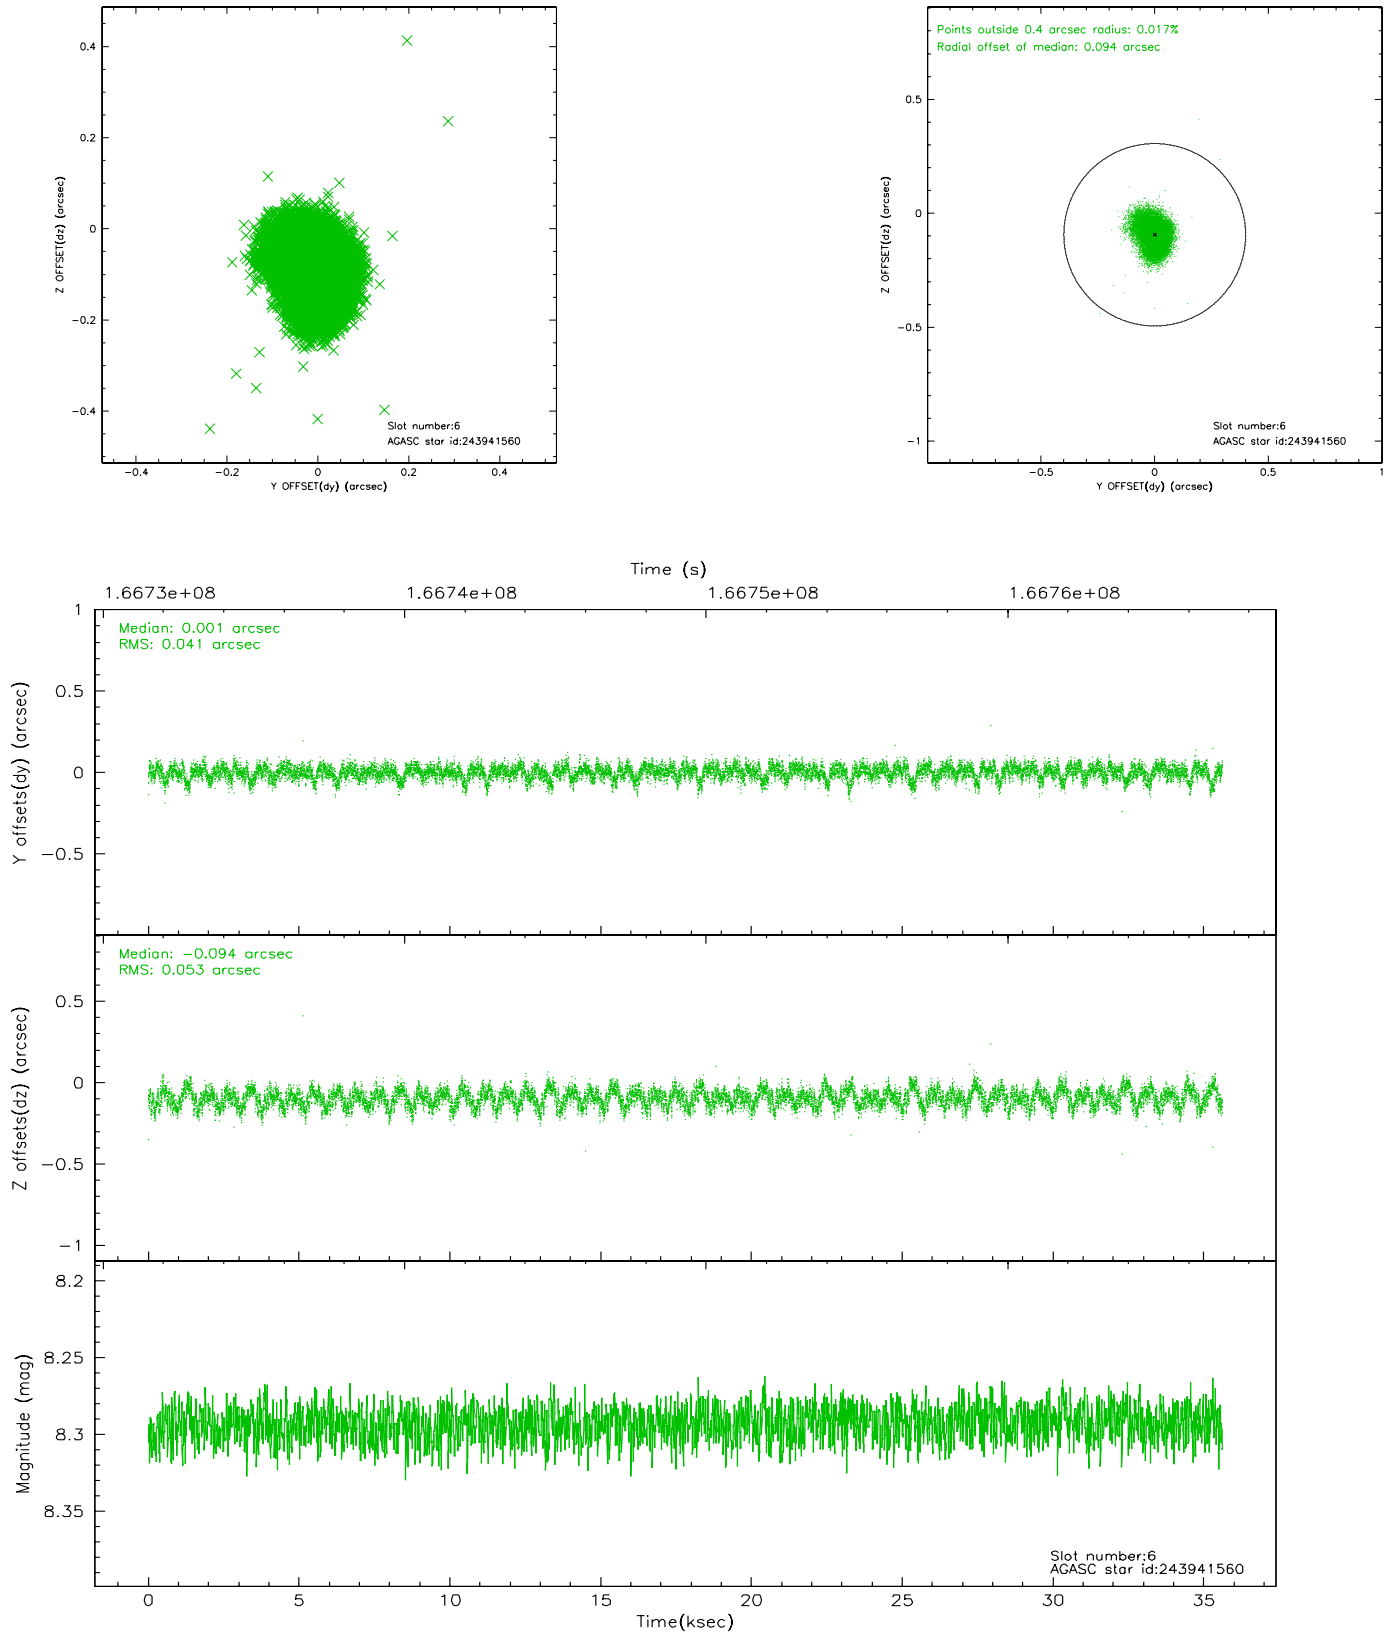 0.4
0.2
0
−0.2
−0.4
Z OFFSET(dz) (arcsec)
−0.4 −0.2 0 0.2 0.4
Y OFFSET(dy) (arcsec)
Slot number:6
AGASC star id:243941560
Points outside 0.4 arcsec radius: 0.017%
Radial offset of median: 0.094 arcsec
0.5
0
−0.5
−1
Z OFFSET(dz) (arcsec)
−0.5 0 0.5 1
Y OFFSET(dy) (arcsec)
Slot number:6
AGASC star id:243941560
Time (s)
1.6673e+08 1.6674e+08 1.6675e+08 1.6676e+08
Median: 0.001 arcsec
RMS: 0.041 arcsec
1
0.5
0
−0.5
Y offsets(dy) (arcsec)
Median: −0.094 arcsec
RMS: 0.053 arcsec
0.5
0
−0.5
−1
Z offsets(dz) (arcsec)
8.2
8.25
8.3
8.35
Magnitude (mag)
Slot number:6
AGASC star id:243941560
0 5 10 15 20 25 30 35
Time(ksec)